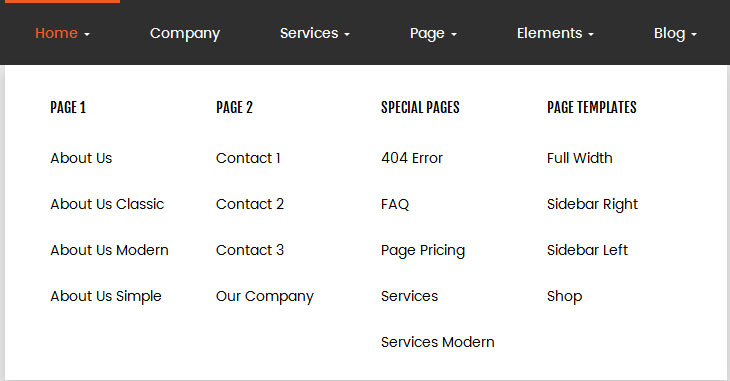 Home Company Services Page Elements Blog
PAGE 1
About Us
About Us Classic
About Us Modern
About Us Simple
PAGE 2
Contact 1
Contact 2
Contact 3
Our Company
SPECIAL PAGES
404 Error
FAQ
Page Pricing
Services
Services Modern
PAGE TEMPLATES
Full Width
Sidebar Right
Sidebar Left
Shop